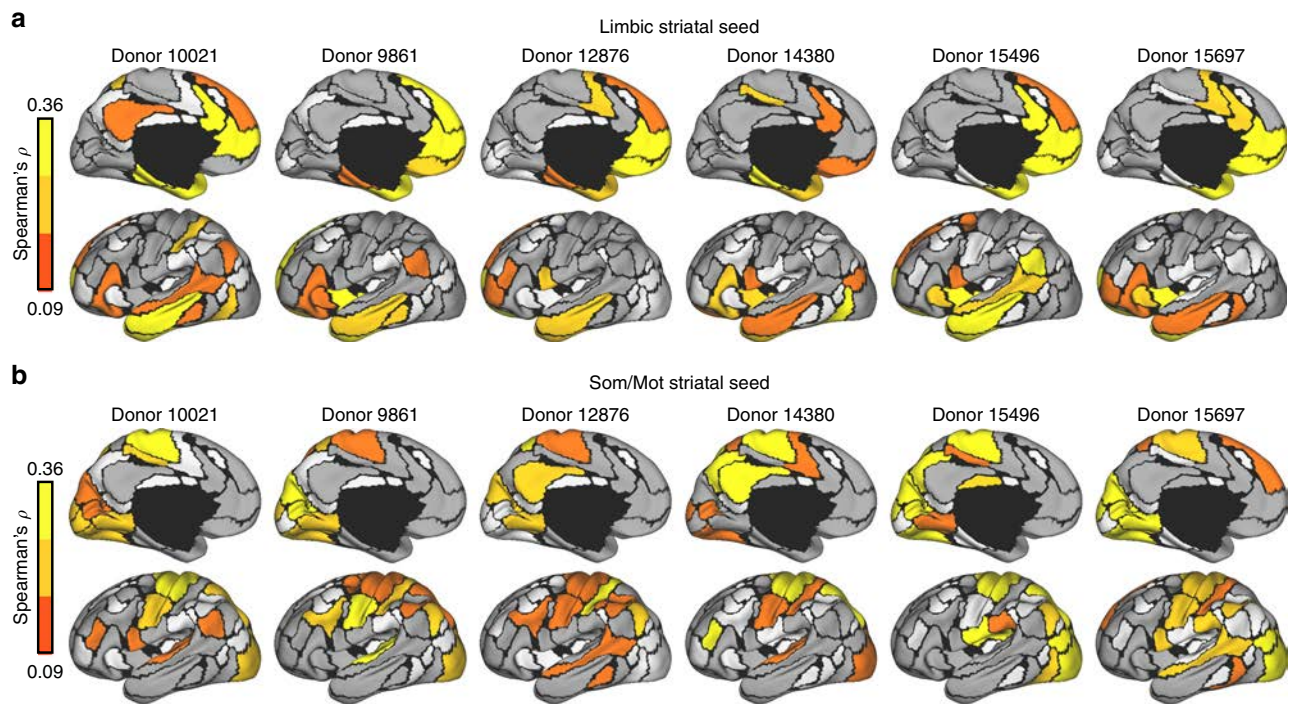 a
Limbic striatal seed
Donor 10021 Donor 9861 Donor 12876 Donor 14380 Donor 15496 Donor 15697
0.36
Spearman's ρ
0.09
b
Som/Mot striatal seed
Donor 10021 Donor 9861 Donor 12876 Donor 14380 Donor 15496 Donor 15697
0.36
Spearman's ρ
0.09